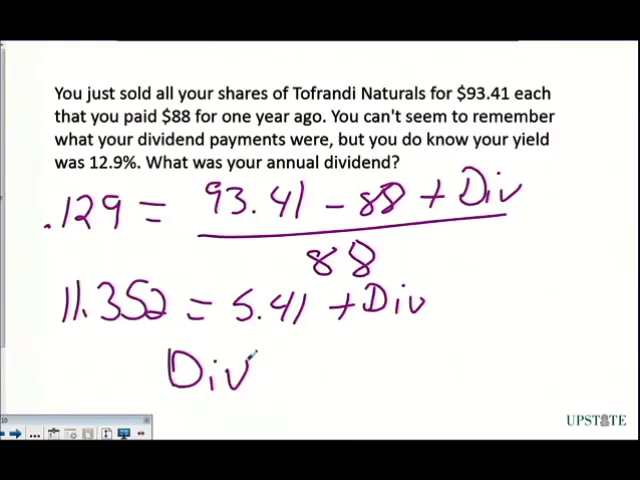 You just sold all your shares of Tofrandi Naturals for $93.41 each
that you paid $88 for one year ago. You can't seem to remember
what your dividend payments were, but you do know your yield
was 12.9%. What was your annual dividend?
.129 = 93.41 - 88 + Div
88
11.352 = 5.41 + Div
Div
10
UPSTATE